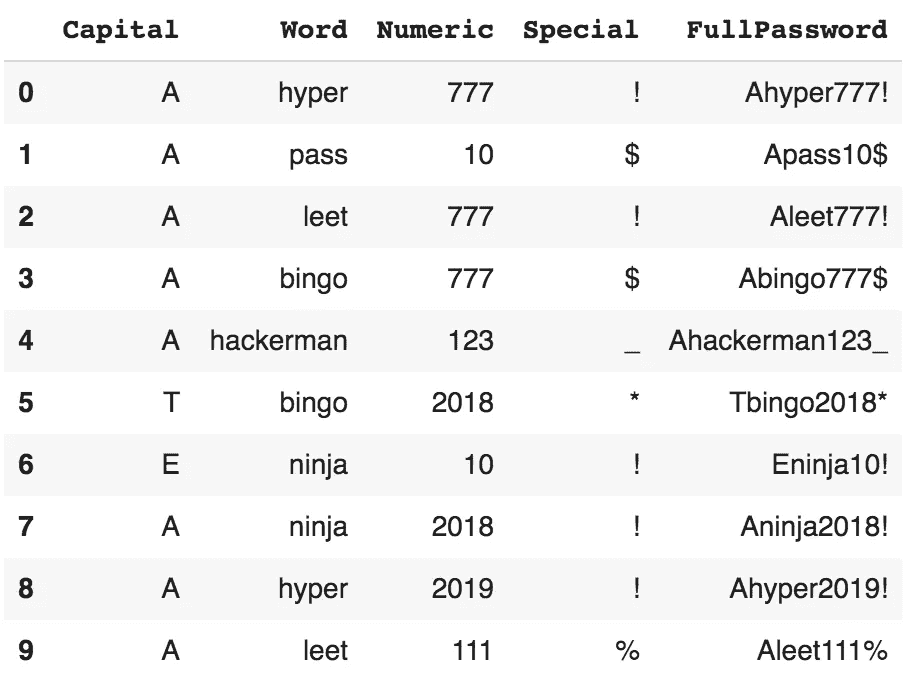 Capital Word Numeric Special FullPassword
0 A hyper 777 ! Ahyper777!
1 A pass 10 $ Apass10$
2 A leet 777 ! Aleet777!
3 A bingo 777 $ Abingo777$
4 A hackerman 123 _ Ahackerman123_
5 T bingo 2018 * Tbingo2018*
6 E ninja 10 ! Eninja10!
7 A ninja 2018 ! Aninja2018!
8 A hyper 2019 ! Ahyper2019!
9 A leet 111 % Aleet111%